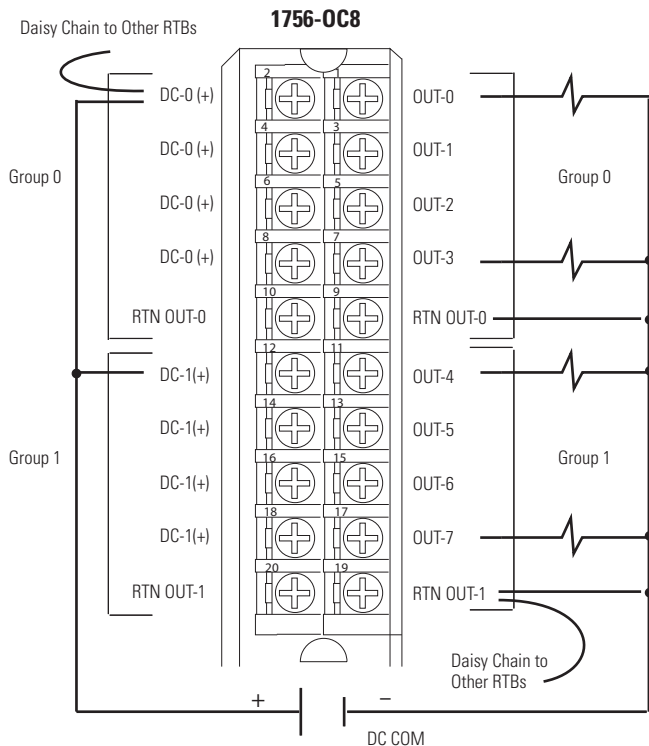 1756-OC8
Daisy Chain to Other RTBs
2 1
DC-0 (+) OUT-0
4 3
DC-0 (+) OUT-1
Group 0 Group 0
6 5
DC-0 (+) OUT-2
8 7
DC-0 (+) OUT-3
10 9
RTN OUT-0 RTN OUT-0
12 11
DC-1(+) OUT-4
14 13
DC-1(+) OUT-5
Group 1 Group 1
16 15
DC-1(+) OUT-6
18 17
DC-1(+) OUT-7
20 19
RTN OUT-1 RTN OUT-1
Daisy Chain to
Other RTBs
+ –
DC COM